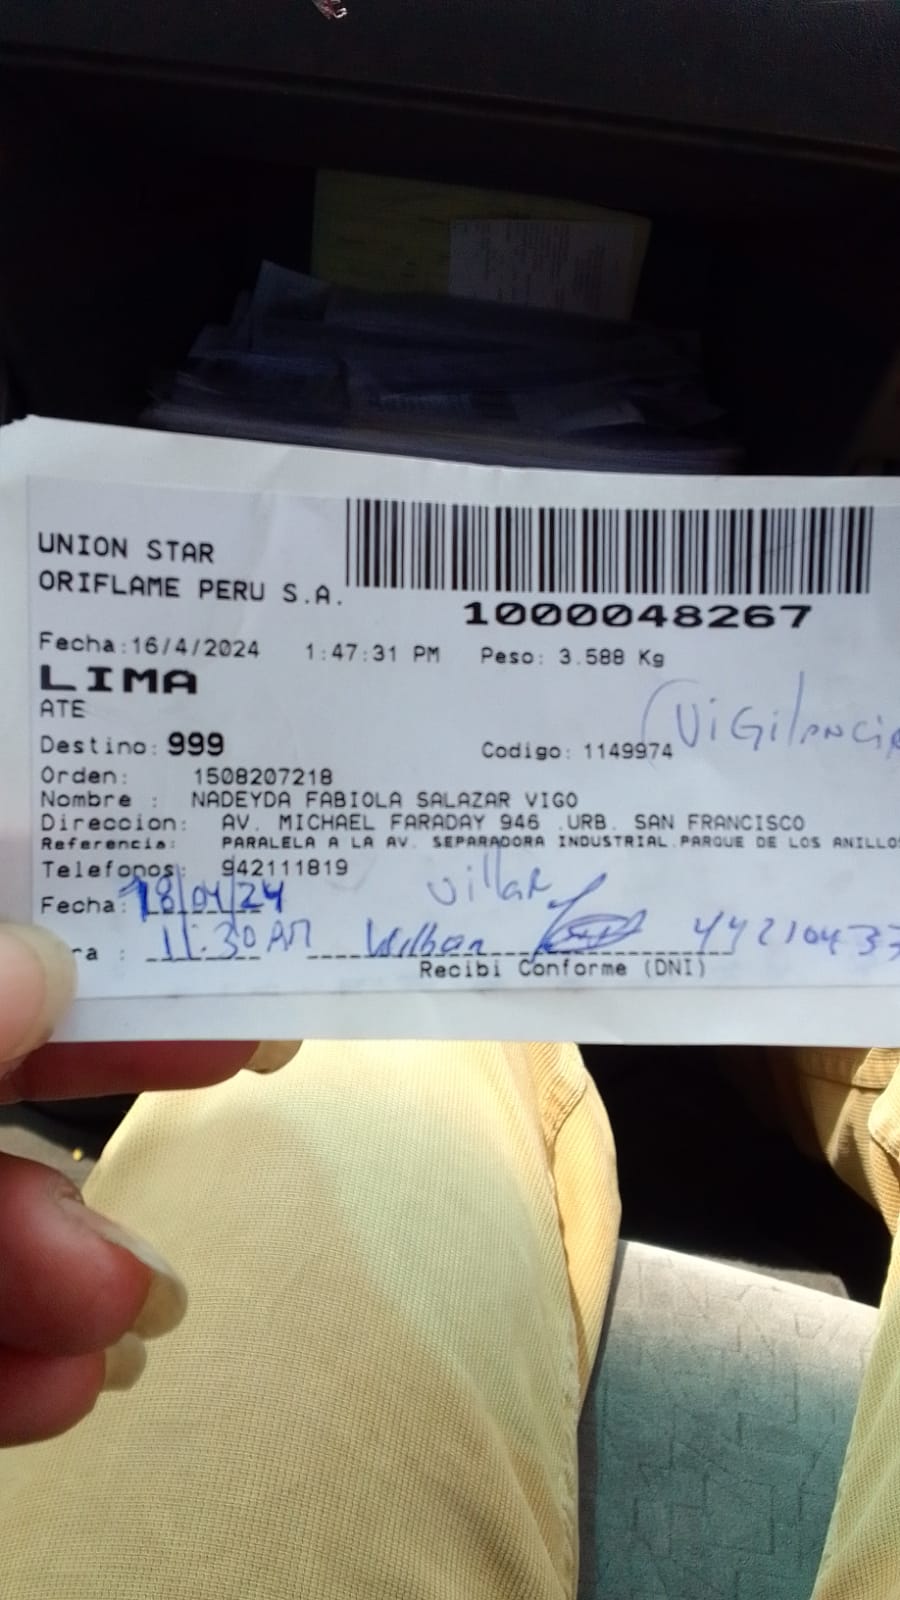 UNION STAR
ORIFLAME PERU S.A.
1000048267
Fecha:16/4/2024 1:47:31 PM Peso: 3.588 Kg
LIMA
ATE
(Vigilancia
Destino: 999 Codigo: 1149974
Orden: 1508207218
Nombre : NADEYDA FABIOLA SALAZAR VIGO
Direccion: AV. MICHAEL FARADAY 946 .URB. SAN FRANCISCO
Referencia: PARALELA A LA AV. SEPARADORA INDUSTRIAL.PARQUE DE LOS ANILLOS
Telefonos: 942111819
Villar
Fecha: 18/04/24
ra : 11:30 AM 44210437
Recibi Conforme (DNI)